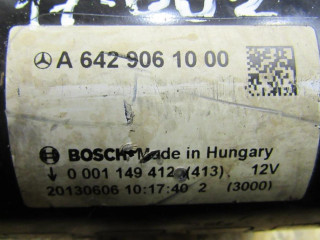 A 642 906 10 00
BOSCH Made in Hungary
↓ 0 001 149 412 (413) 12V
20130606 10:17:40 2 (3000)